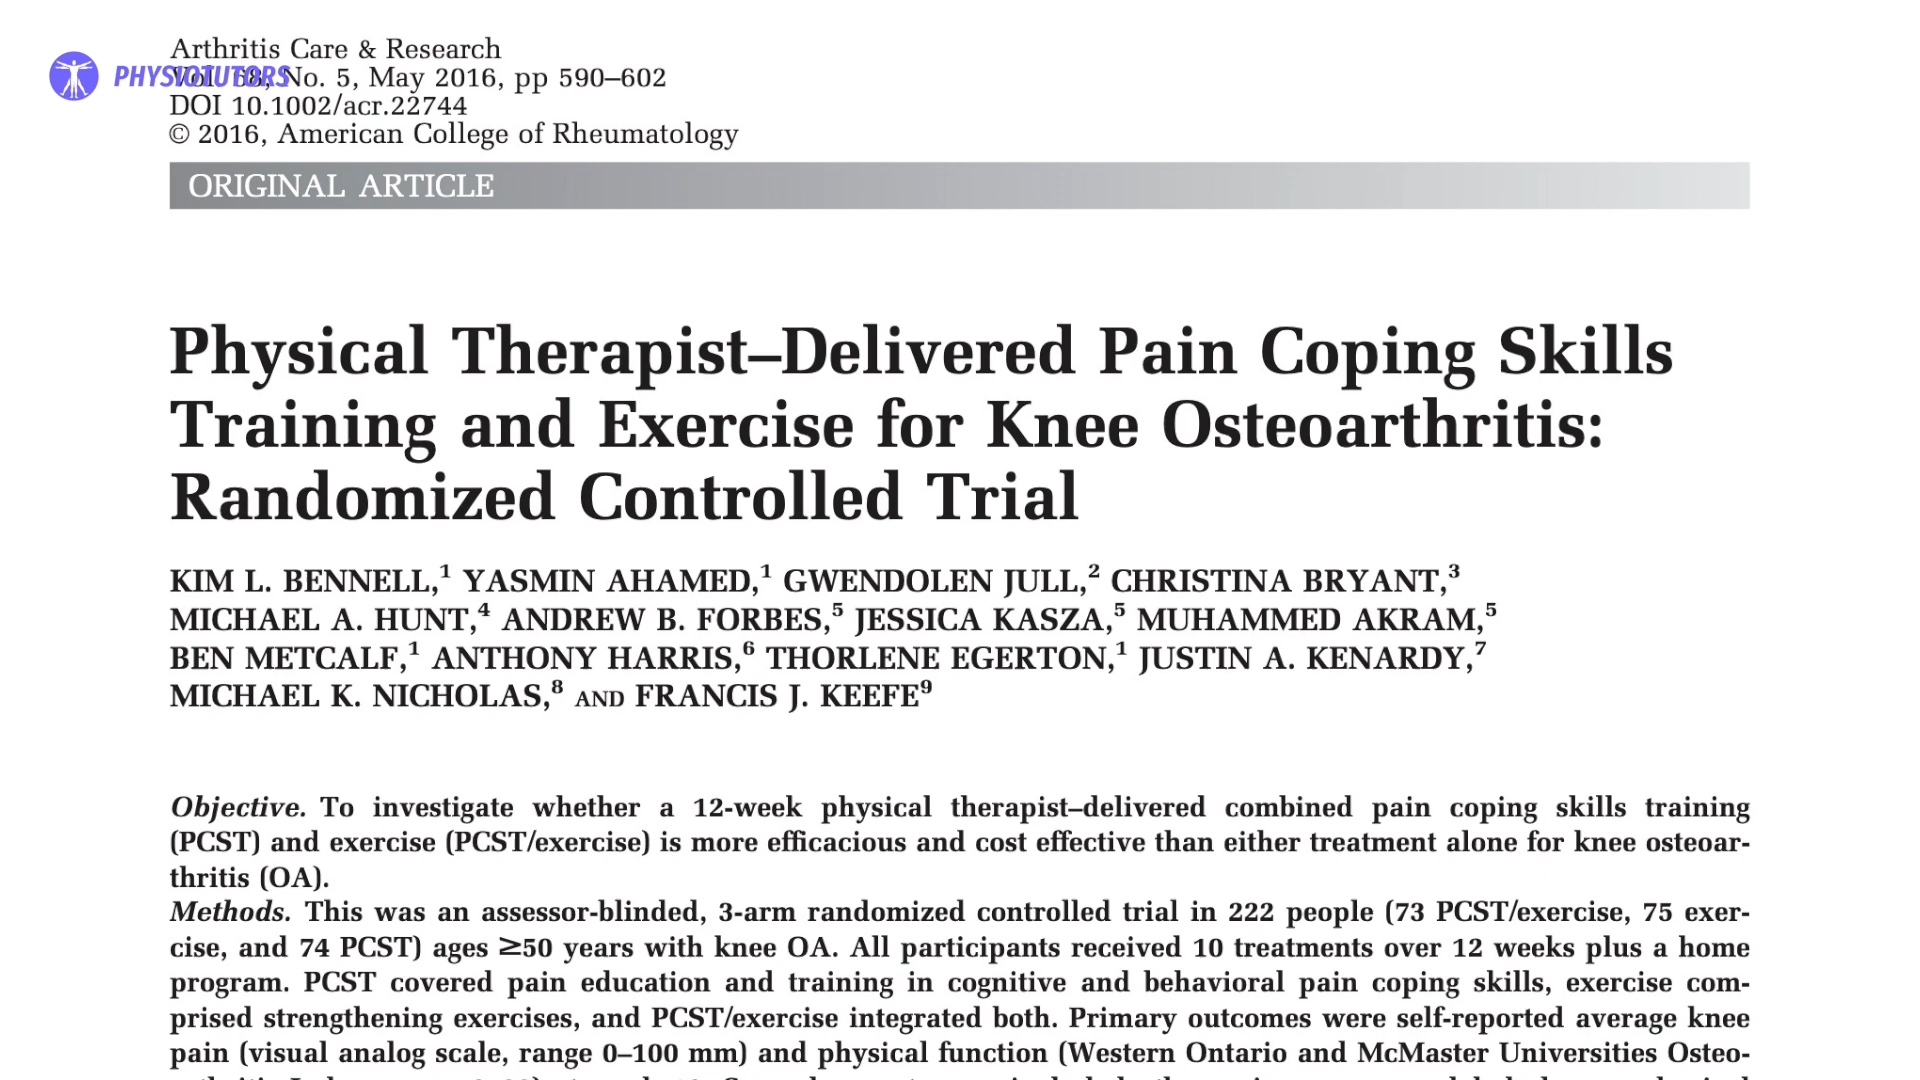 Arthritis Care & Research
PHYSIOTUTORS
Vol. 68, No. 5, May 2016, pp 590–602
DOI 10.1002/acr.22744
© 2016, American College of Rheumatology
ORIGINAL ARTICLE
Physical Therapist–Delivered Pain Coping Skills
Training and Exercise for Knee Osteoarthritis:
Randomized Controlled Trial
KIM L. BENNELL,¹ YASMIN AHAMED,¹ GWENDOLEN JULL,² CHRISTINA BRYANT,³
MICHAEL A. HUNT,⁴ ANDREW B. FORBES,⁵ JESSICA KASZA,⁵ MUHAMMED AKRAM,⁵
BEN METCALF,¹ ANTHONY HARRIS,⁶ THORLENE EGERTON,¹ JUSTIN A. KENARDY,⁷
MICHAEL K. NICHOLAS,⁸ AND FRANCIS J. KEEFE⁹
Objective. To investigate whether a 12-week physical therapist–delivered combined pain coping skills training
(PCST) and exercise (PCST/exercise) is more efficacious and cost effective than either treatment alone for knee osteoar-
thritis (OA).
Methods. This was an assessor-blinded, 3-arm randomized controlled trial in 222 people (73 PCST/exercise, 75 exer-
cise, and 74 PCST) ages ≥50 years with knee OA. All participants received 10 treatments over 12 weeks plus a home
program. PCST covered pain education and training in cognitive and behavioral pain coping skills, exercise com-
prised strengthening exercises, and PCST/exercise integrated both. Primary outcomes were self-reported average knee
pain (visual analog scale, range 0–100 mm) and physical function (Western Ontario and McMaster Universities Osteo-